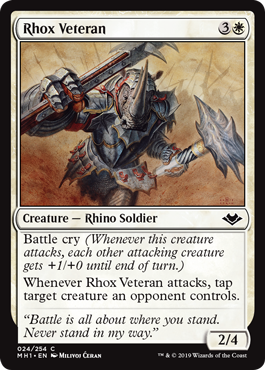 Rhox Veteran 3
Creature — Rhino Soldier
Battle cry (Whenever this creature
attacks, each other attacking creature
gets +1/+0 until end of turn.)
Whenever Rhox Veteran attacks, tap
target creature an opponent controls.
“Battle is all about where you stand.
Never stand in my way.”
2/4
024/254 C
MH1 • EN Milivoj Ćeran ™ & © 2019 Wizards of the Coast